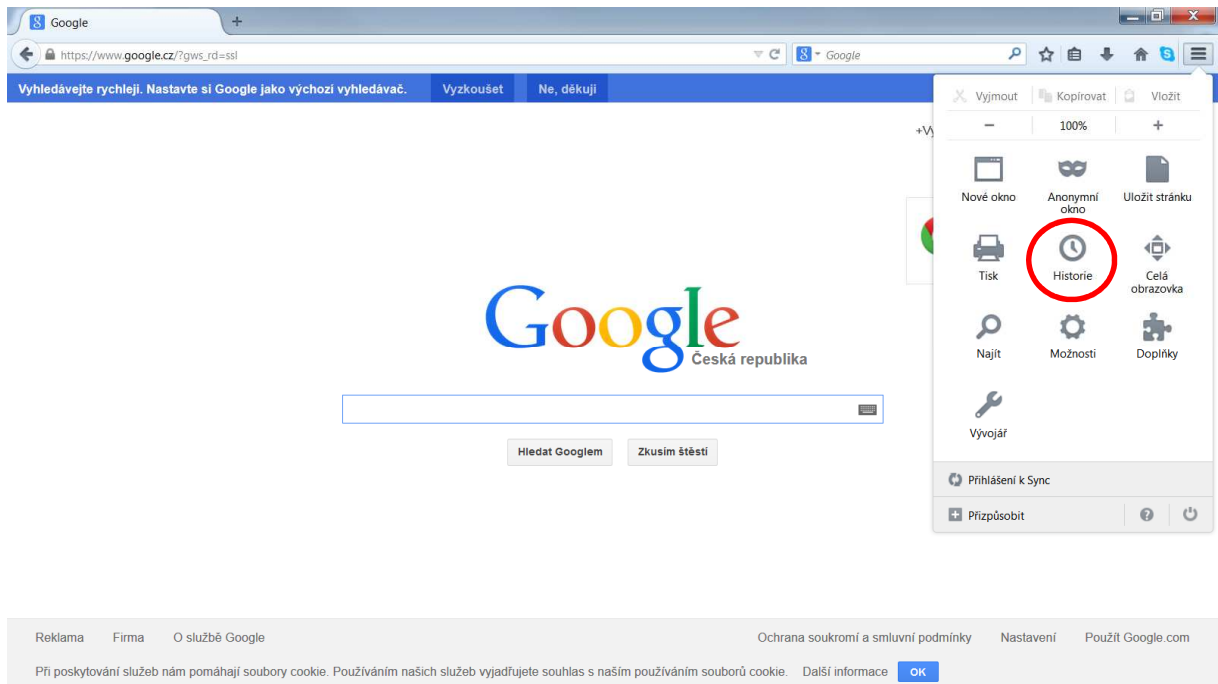 Google
https://www.google.cz/?gws_rd=ssl
Google
Vyhledávejte rychleji. Nastavte si Google jako výchozí vyhledávač. Vyzkoušet Ne, děkuji
Vyjmout Kopírovat Vložit
− 100% +
Nové okno Anonymní okno Uložit stránku
Tisk Historie Celá obrazovka
Najít Možnosti Doplňky
Vývojář
Přihlášení k Sync
Přizpůsobit
Google
Česká republika
Hledat Googlem Zkusím štěstí
Reklama Firma O službě Google Ochrana soukromí a smluvní podmínky Nastavení Použít Google.com
Při poskytování služeb nám pomáhají soubory cookie. Používáním našich služeb vyjadřujete souhlas s naším používáním souborů cookie. Další informace OK